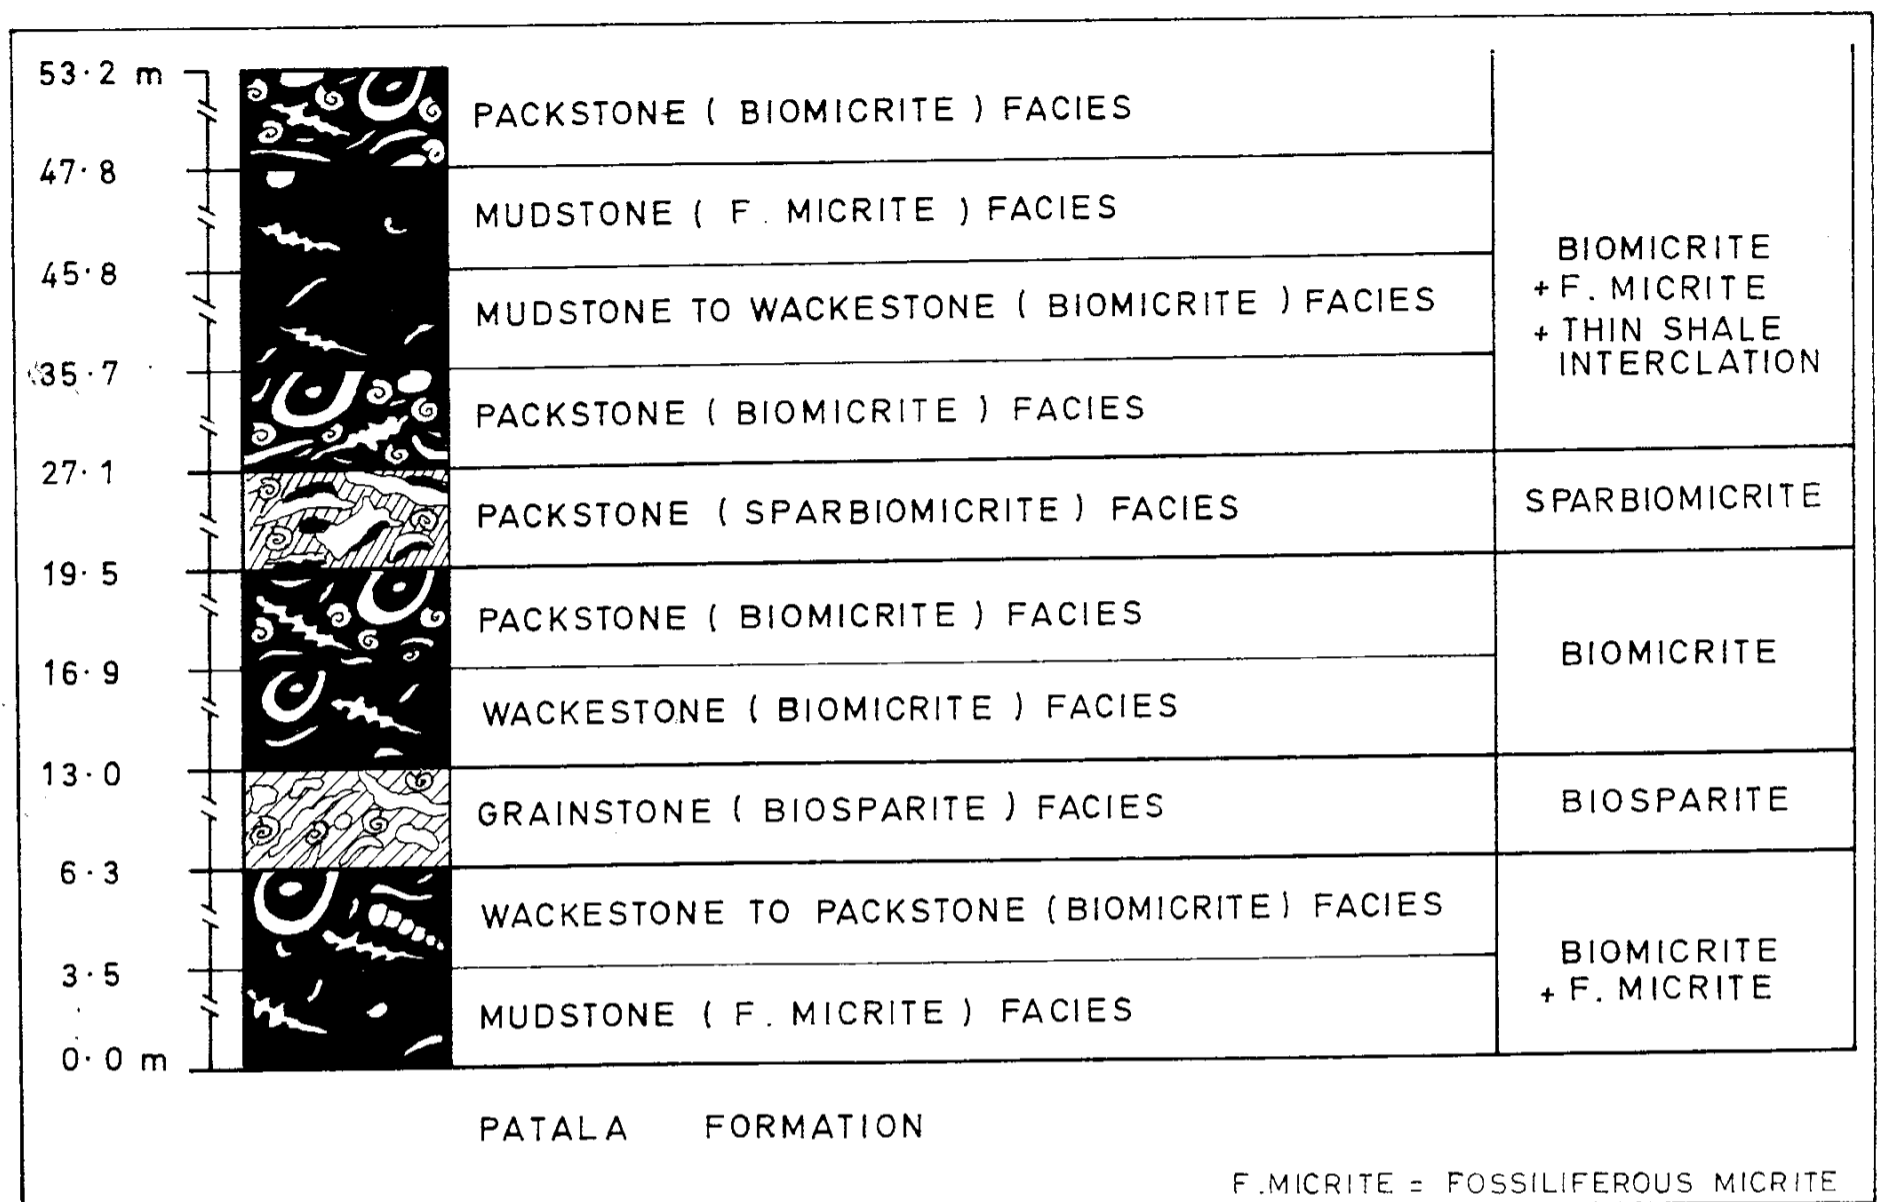 53·2 m
PACKSTONE ( BIOMICRITE ) FACIES
47·8
MUDSTONE ( F. MICRITE ) FACIES
45·8
MUDSTONE TO WACKESTONE ( BIOMICRITE ) FACIES
35·7
PACKSTONE ( BIOMICRITE ) FACIES
BIOMICRITE
+ F. MICRITE
+ THIN SHALE
INTERCLATION
27·1
PACKSTONE ( SPARBIOMICRITE ) FACIES
SPARBIOMICRITE
19·5
PACKSTONE ( BIOMICRITE ) FACIES
16·9
WACKESTONE ( BIOMICRITE ) FACIES
BIOMICRITE
13·0
GRAINSTONE ( BIOSPARITE ) FACIES
BIOSPARITE
6·3
WACKESTONE TO PACKSTONE (BIOMICRITE) FACIES
3·5
MUDSTONE ( F. MICRITE ) FACIES
BIOMICRITE
+ F. MICRITE
0·0 m
PATALA FORMATION
F.MICRITE = FOSSILIFEROUS MICRITE